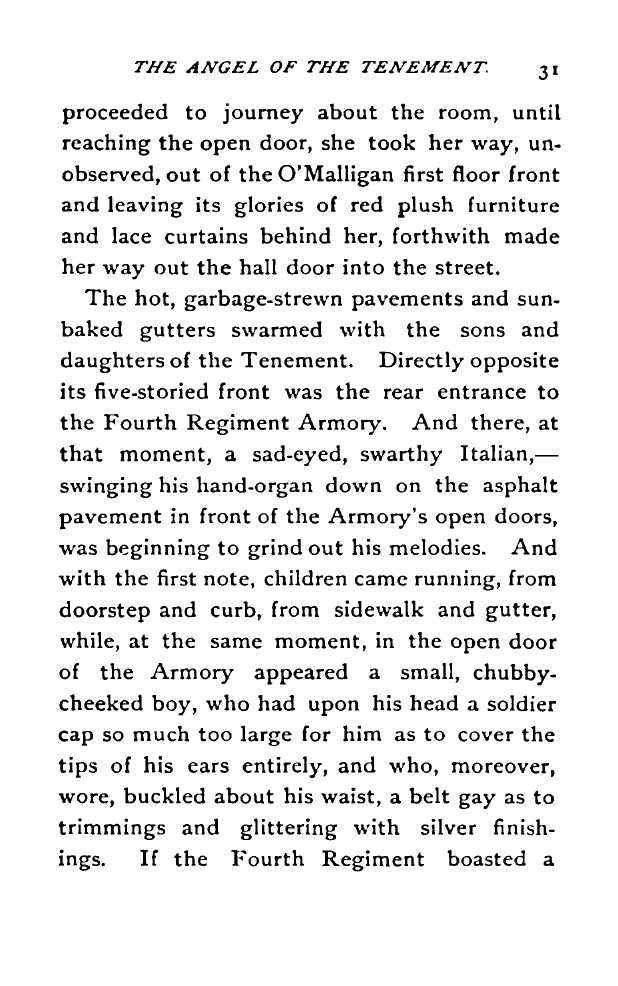 THE ANGEL OF THE TENEMENT. 31
proceeded to journey about the room, until
reaching the open door, she took her way, un-
observed, out of the O'Malligan first floor front
and leaving its glories of red plush furniture
and lace curtains behind her, forthwith made
her way out the hall door into the street.
The hot, garbage-strewn pavements and sun-
baked gutters swarmed with the sons and
daughters of the Tenement. Directly opposite
its five-storied front was the rear entrance to
the Fourth Regiment Armory. And there, at
that moment, a sad-eyed, swarthy Italian,—
swinging his hand-organ down on the asphalt
pavement in front of the Armory's open doors,
was beginning to grind out his melodies. And
with the first note, children came running, from
doorstep and curb, from sidewalk and gutter,
while, at the same moment, in the open door
of the Armory appeared a small, chubby-
cheeked boy, who had upon his head a soldier
cap so much too large for him as to cover the
tips of his ears entirely, and who, moreover,
wore, buckled about his waist, a belt gay as to
trimmings and glittering with silver finish-
ings. If the Fourth Regiment boasted a